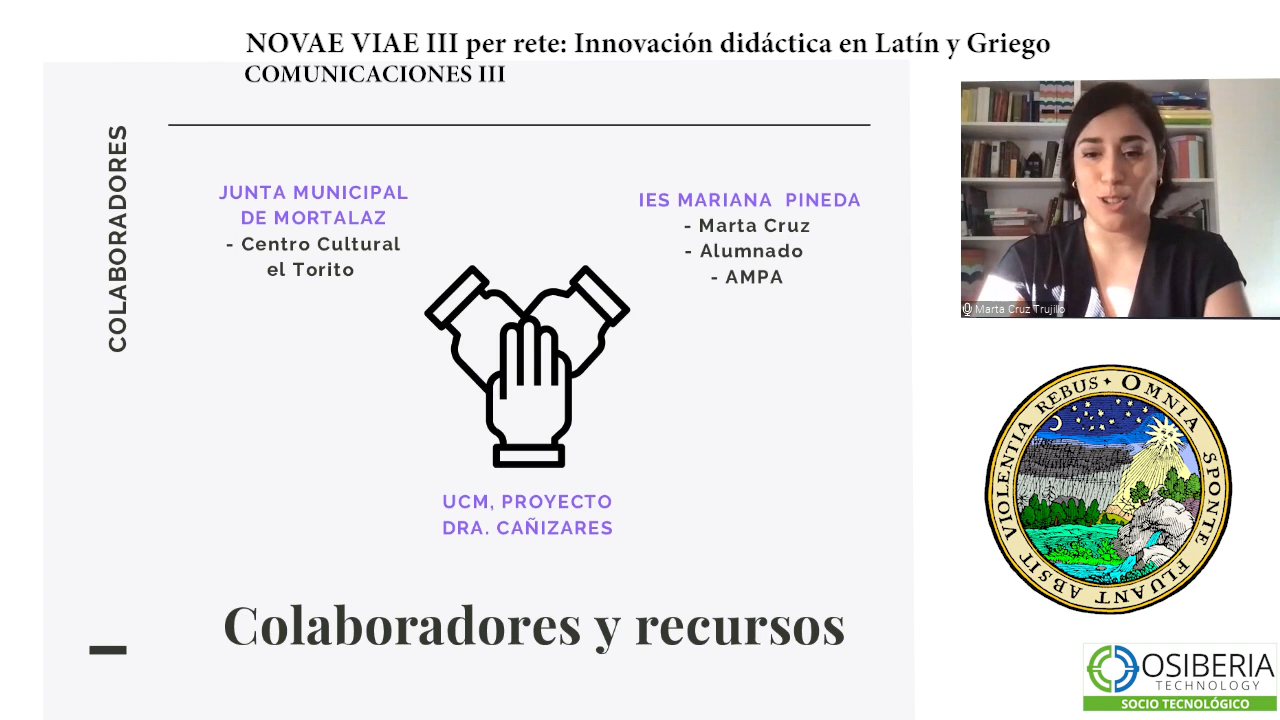 NOVAE VIAE III per rete: Innovación didáctica en Latín y Griego
COMUNICACIONES III
COLABORADORES
JUNTA MUNICIPAL
DE MORTALAZ
- Centro Cultural
el Torito
IES MARIANA PINEDA
- Marta Cruz
- Alumnado
- AMPA
UCM, PROYECTO
DRA. CAÑIZARES
Colaboradores y recursos
Marta Cruz Trujillo
OMNIA SPONTE FLUANT ABSIT VIOLENTIA REBUS
OSIBERIA
TECHNOLOGY
SOCIO TECNOLÓGICO